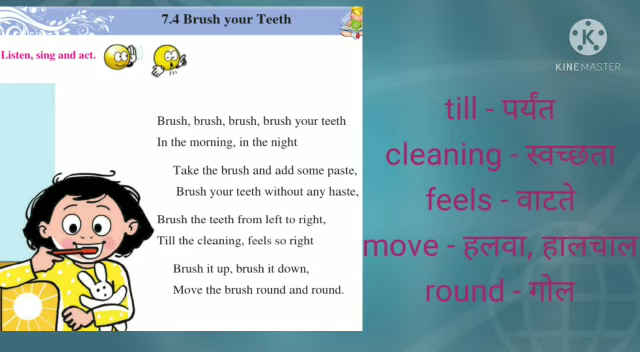 7.4 Brush your Teeth
Listen, sing and act.
Brush, brush, brush, brush your teeth
In the morning, in the night
Take the brush and add some paste,
Brush your teeth without any haste,
Brush the teeth from left to right,
Till the cleaning, feels so right
Brush it up, brush it down,
Move the brush round and round.
K
KINEMASTER
till - पर्यंत
cleaning - स्वच्छता
feels - वाटते
move - हलवा, हालचाल
round - गोल